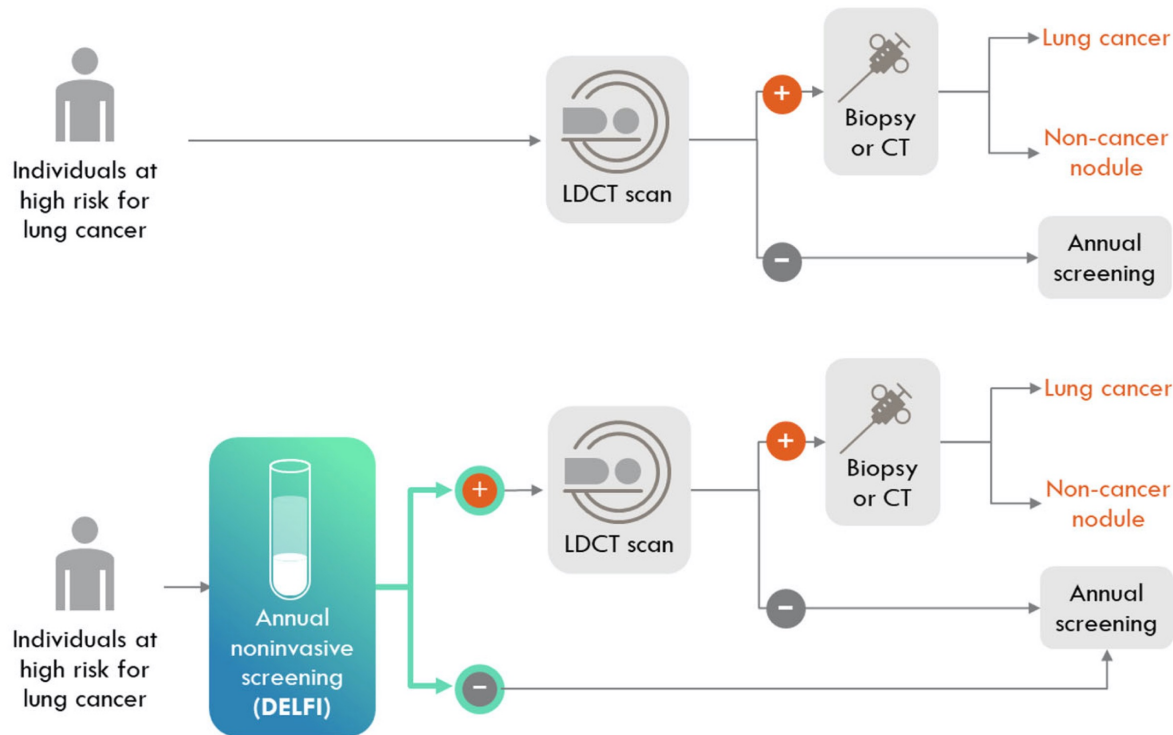 Individuals at
high risk for
lung cancer
LDCT scan
+
Biopsy
or CT
Lung cancer
Non-cancer
nodule
−
Annual
screening
Individuals at
high risk for
lung cancer
Annual
noninvasive
screening
(DELFI)
+
LDCT scan
+
Biopsy
or CT
Lung cancer
Non-cancer
nodule
−
Annual
screening
−